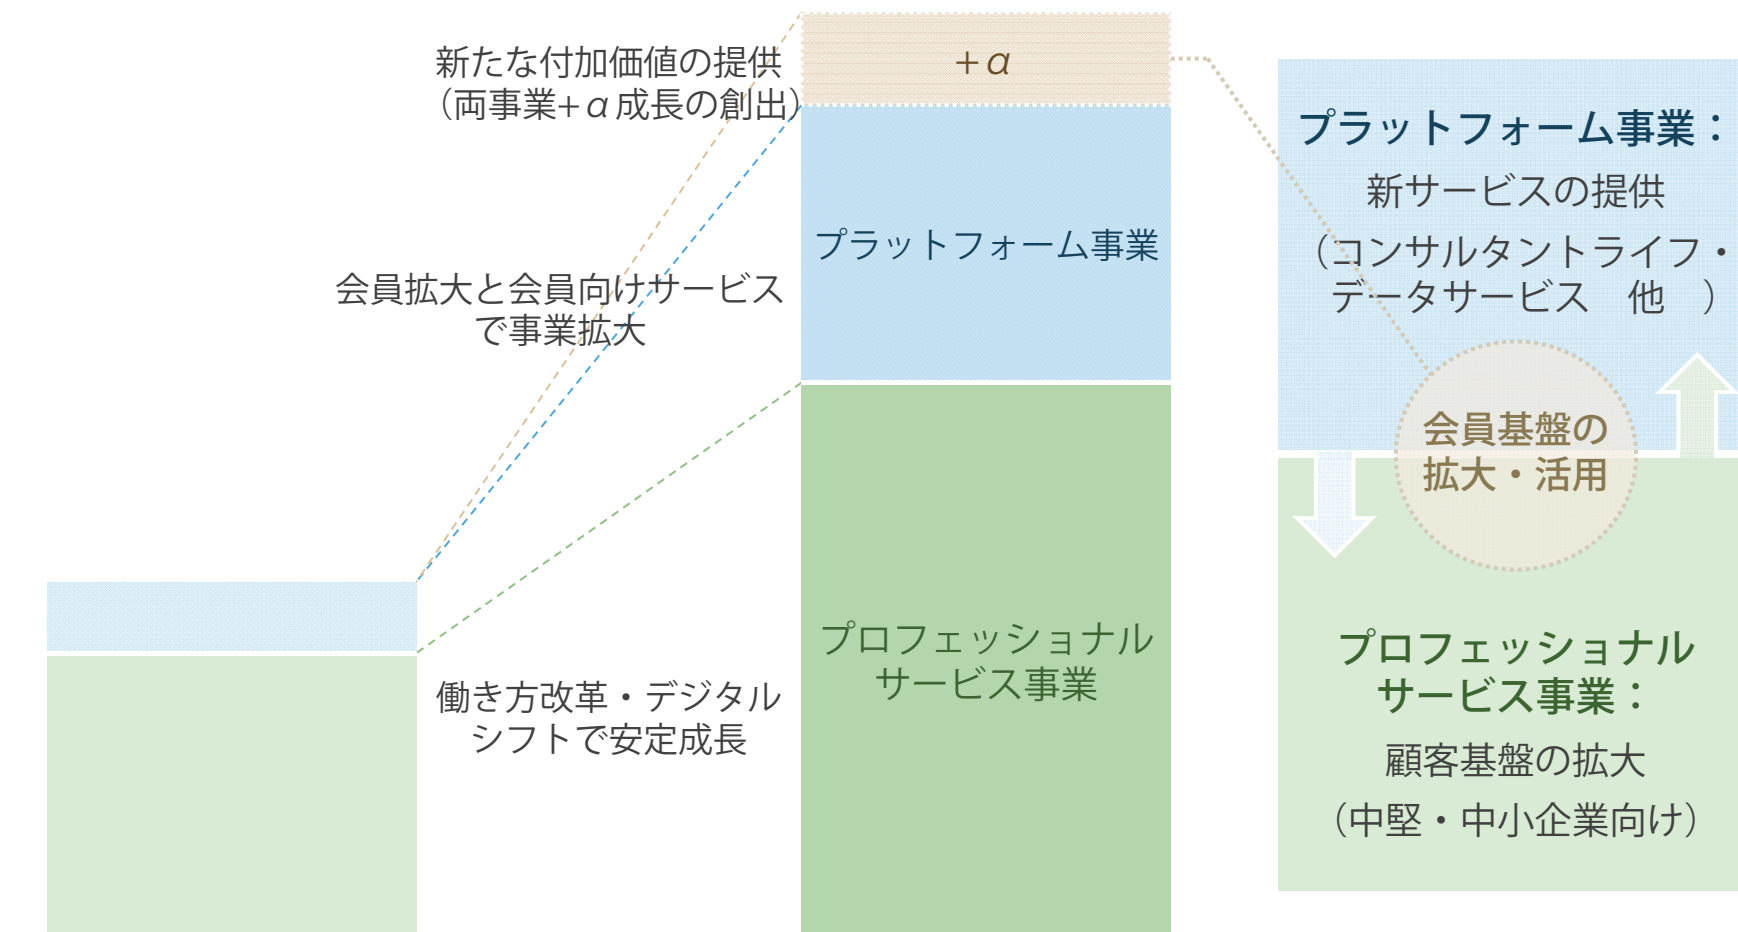 新たな付加価値の提供
（両事業+α成長の創出）
会員拡大と会員向けサービス
で事業拡大
働き方改革・デジタル
シフトで安定成長
+α
プラットフォーム事業
プロフェッショナル
サービス事業
プラットフォーム事業：
新サービスの提供
（コンサルタントライフ・
データサービス　他　）
会員基盤の
拡大・活用
プロフェッショナル
サービス事業：
顧客基盤の拡大
（中堅・中小企業向け）